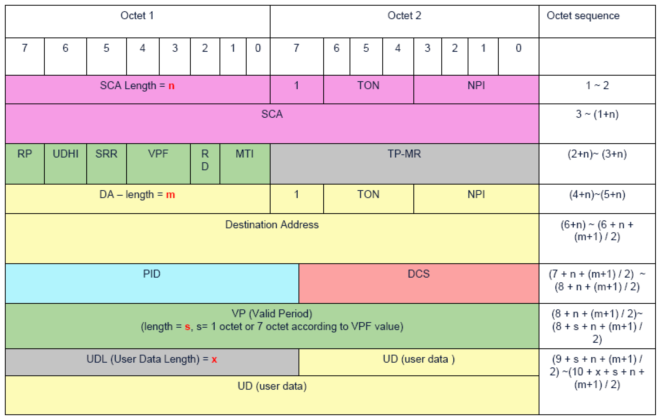 Octet 1 Octet 2 Octet sequence
7 6 5 4 3 2 1 0 7 6 5 4 3 2 1 0
SCA Length = n 1 TON NPI 1 ~ 2
SCA 3 ~ (1+n)
RP UDHI SRR VPF R
D MTI TP-MR (2+n)~ (3+n)
DA – length = m 1 TON NPI (4+n)~(5+n)
Destination Address (6+n) ~ (6 + n +
(m+1) / 2)
PID DCS (7 + n + (m+1) / 2) ~
(8 + n + (m+1) / 2)
VP (Valid Period) (8 + n + (m+1) / 2)~
(length = s, s= 1 octet or 7 octet according to VPF value) (8 + s + n + (m+1) /
2)
UDL (User Data Length) = x UD (user data ) (9 + s + n + (m+1) /
2) ~(10 + x + s + n +
UD (user data) (m+1) / 2)